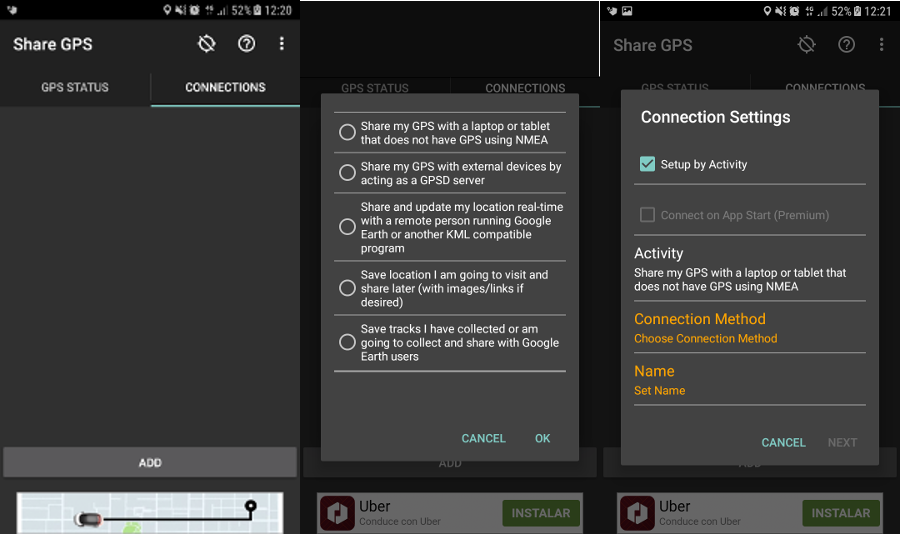 52% 12:20
Share GPS
GPS STATUS CONNECTIONS
ADD
GPS STATUS CONNECTIONS
Share my GPS with a laptop or tablet
that does not have GPS using NMEA
Share my GPS with external devices by
acting as a GPSD server
Share and update my location real-time
with a remote person running Google
Earth or another KML compatible
program
Save location I am going to visit and
share later (with images/links if
desired)
Save tracks I have collected or am
going to collect and share with Google
Earth users
CANCEL OK
ADD
Uber
Conduce con Uber
INSTALAR
4G 52% 12:21
Share GPS
GPS STATUS CONNECTIONS
Connection Settings
Setup by Activity
Connect on App Start (Premium)
Activity
Share my GPS with a laptop or tablet that
does not have GPS using NMEA
Connection Method
Choose Connection Method
Name
Set Name
CANCEL NEXT
Uber
Conduce con Uber
INSTALAR